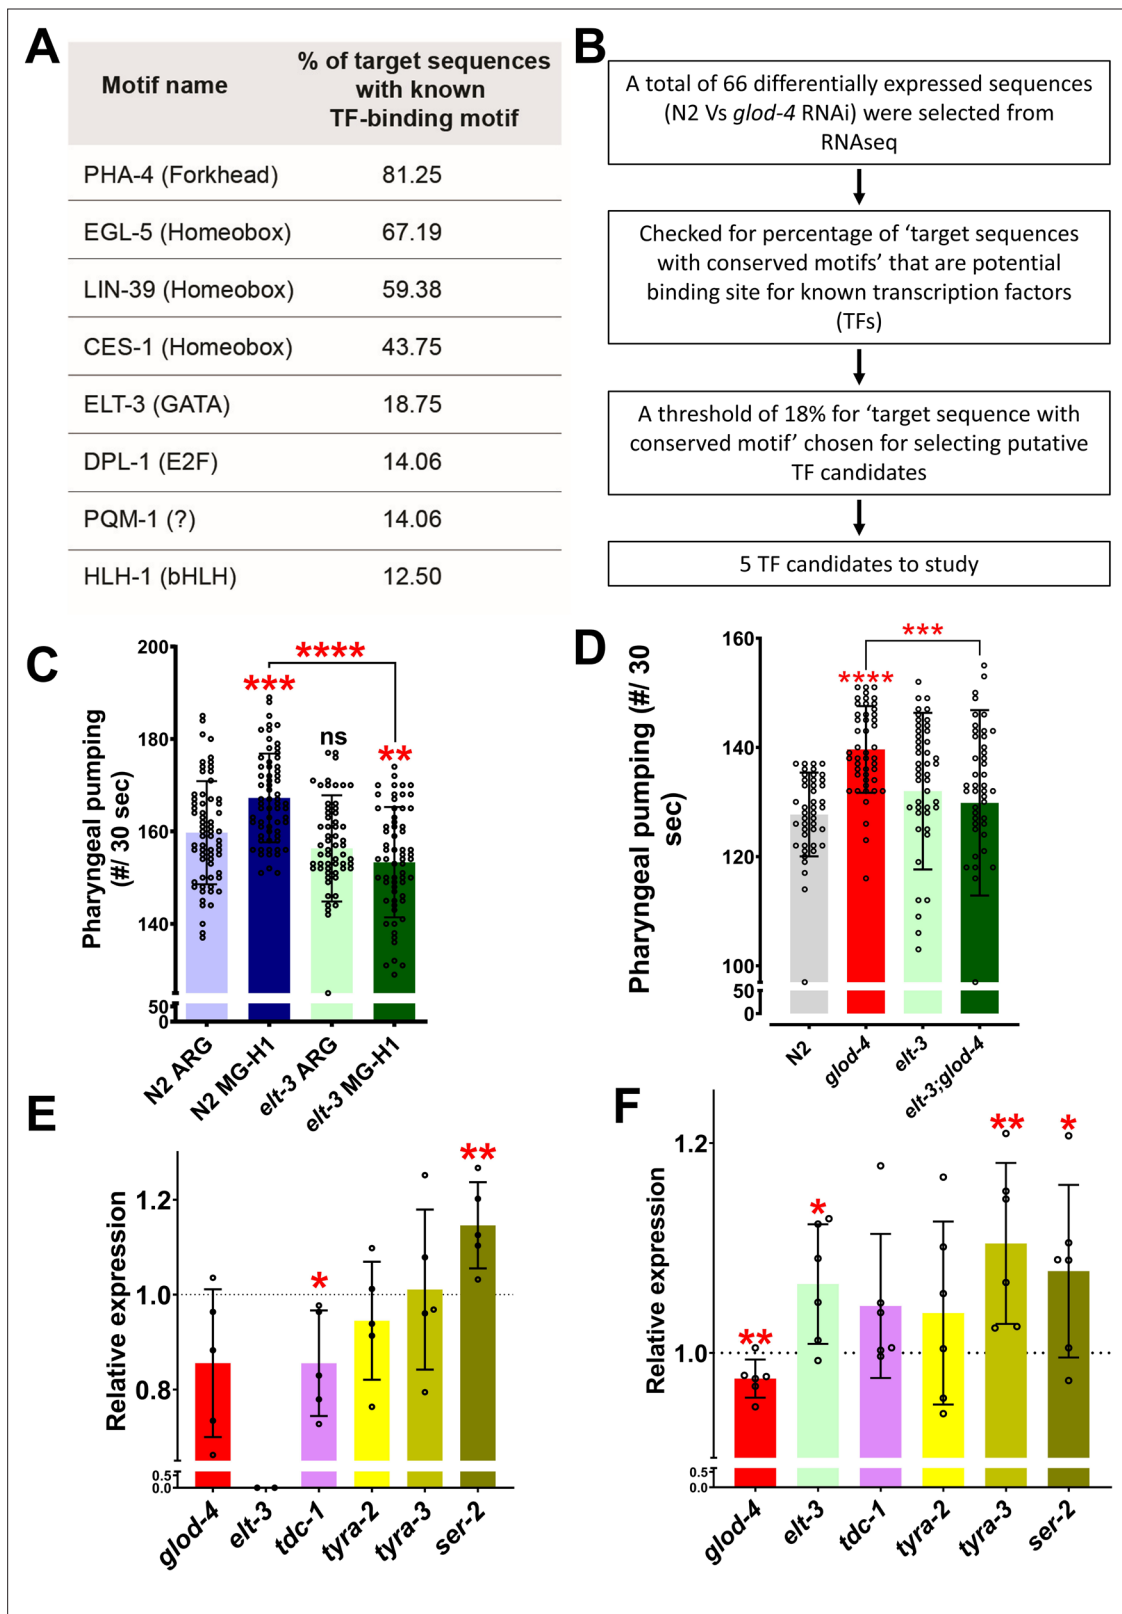 A
Motif name
% of target sequences
with known
TF-binding motif
PHA-4 (Forkhead) 81.25
EGL-5 (Homeobox) 67.19
LIN-39 (Homeobox) 59.38
CES-1 (Homeobox) 43.75
ELT-3 (GATA) 18.75
DPL-1 (E2F) 14.06
PQM-1 (?) 14.06
HLH-1 (bHLH) 12.50
B
A total of 66 differentially expressed sequences
(N2 Vs glod-4 RNAi) were selected from
RNAseq
Checked for percentage of ‘target sequences
with conserved motifs’ that are potential
binding site for known transcription factors
(TFs)
A threshold of 18% for ‘target sequence with
conserved motif’ chosen for selecting putative
TF candidates
5 TF candidates to study
C
Pharyngeal pumping
(#/ 30 sec)
200
180
160
140
50
0
****
***
ns
**
N2 ARG
N2 MG-H1
elt-3 ARG
elt-3 MG-H1
D
Pharyngeal pumping (#/ 30
sec)
160
140
120
100
50
0
***
****
N2
glod-4
elt-3
elt-3;glod-4
E
Relative expression
1.2
1.0
0.8
0.5
0.0
*
**
glod-4
elt-3
tdc-1
tyra-2
tyra-3
ser-2
F
Relative expression
1.2
1.0
0.5
0.0
**
*
**
*
glod-4
elt-3
tdc-1
tyra-2
tyra-3
ser-2